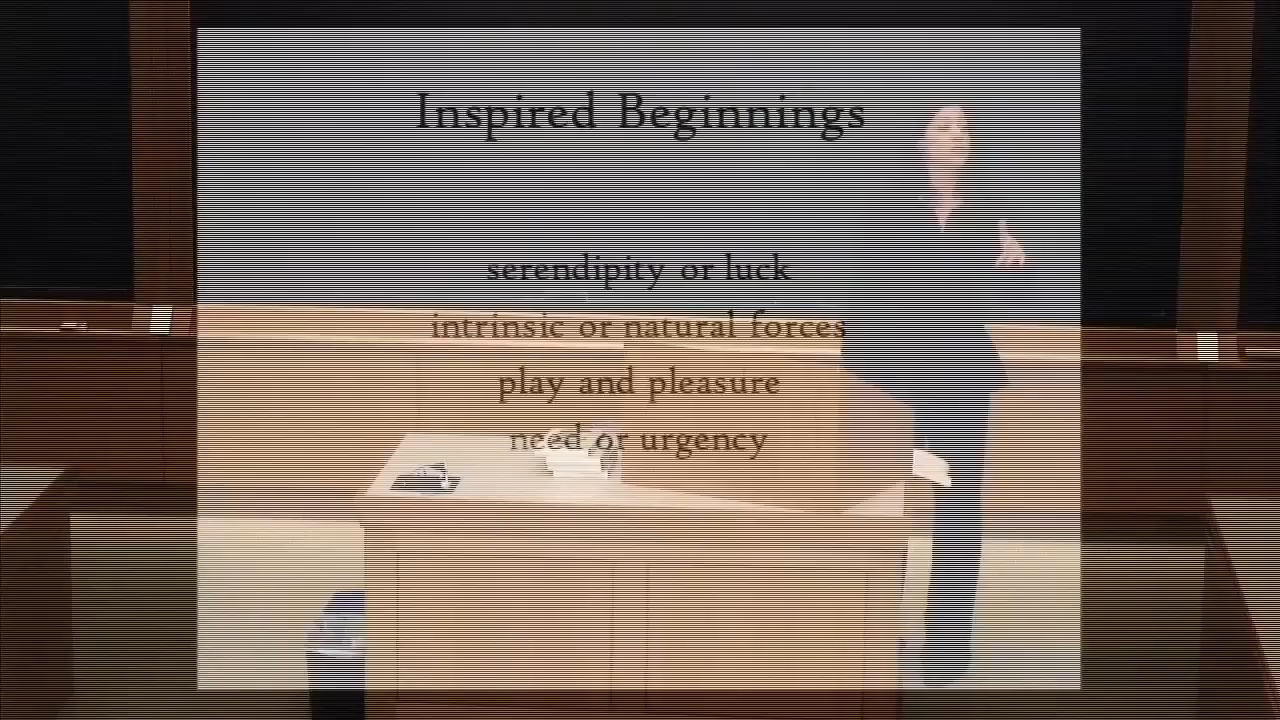 Inspired Beginnings
serendipity or luck
intrinsic or natural forces
play and pleasure
need or urgency